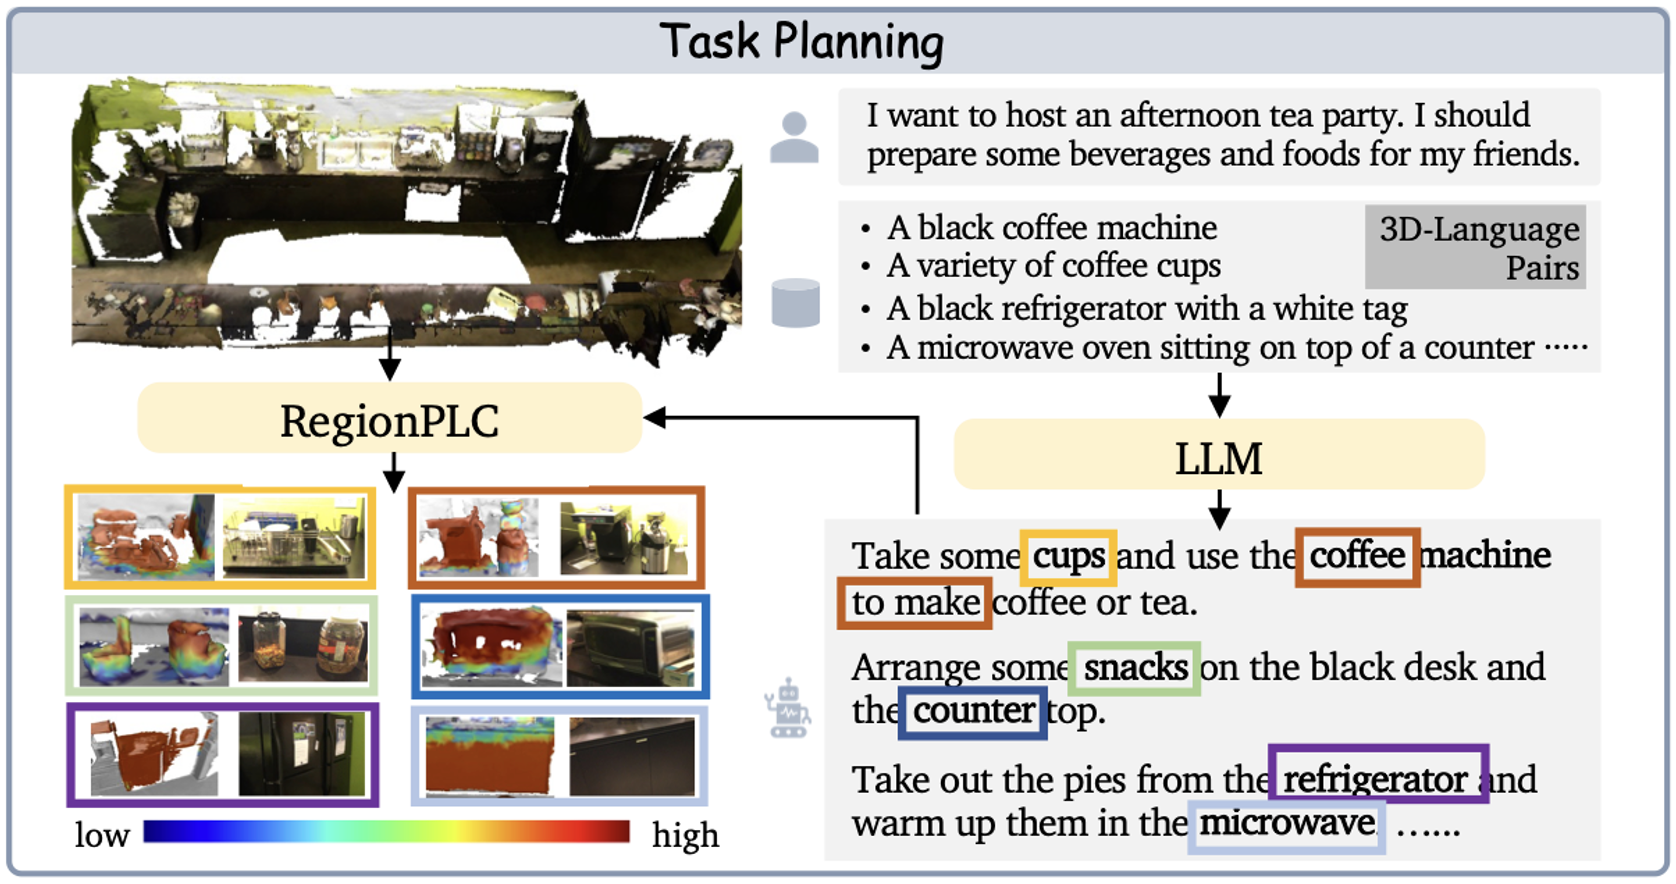 Task Planning
I want to host an afternoon tea party. I should
prepare some beverages and foods for my friends.
• A black coffee machine
• A variety of coffee cups
• A black refrigerator with a white tag
• A microwave oven sitting on top of a counter ·····
3D-Language
Pairs
RegionPLC
LLM
Take some cups and use the coffee machine
to make coffee or tea.
Arrange some snacks on the black desk and
the counter top.
Take out the pies from the refrigerator and
warm up them in the microwave. …...
low
high